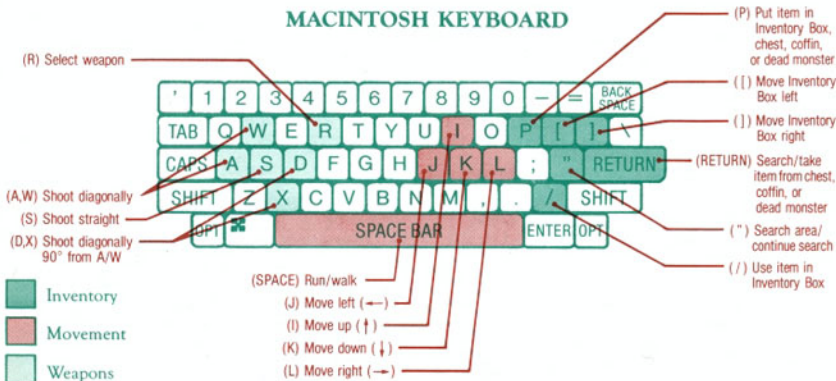 MACINTOSH KEYBOARD
(P) Put item in
Inventory Box,
chest, coffin,
or dead monster
(R) Select weapon
([) Move Inventory
Box left
(]) Move Inventory
Box right
(RETURN) Search/take
item from chest,
coffin, or
dead monster
(") Search area/
continue search
(/) Use item in
Inventory Box
' 1 2 3 4 5 6 7 8 9 0 – = BACK SPACE
TAB Q W E R T Y U I O P [ ] \
CAPS A S D F G H J K L ; " RETURN
SHIFT Z X C V B N M , . / SHIFT
OPT ⌘ SPACE BAR ENTER OPT
(A,W) Shoot diagonally
(S) Shoot straight
(D,X) Shoot diagonally
90° from A/W
(SPACE) Run/walk
(J) Move left (←)
(I) Move up (↑)
(K) Move down (↓)
(L) Move right (→)
Inventory
Movement
Weapons